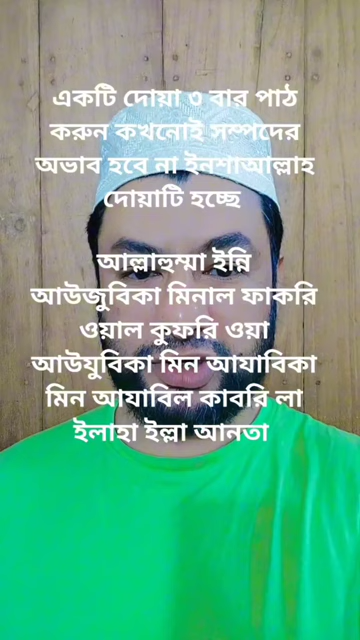 একটি দোয়া ৩ বার পাঠ
করুন কখনোই সম্পদের
অভাব হবে না ইনশাআল্লাহ
দোয়াটি হচ্ছে
আল্লাহুম্মা ইন্নি
আউজুবিকা মিনাল ফাকরি
ওয়াল কুফরি ওয়া
আউযুবিকা মিন আযাবিকা
মিন আযাবিল কাবরি লা
ইলাহা ইল্লা আনতা